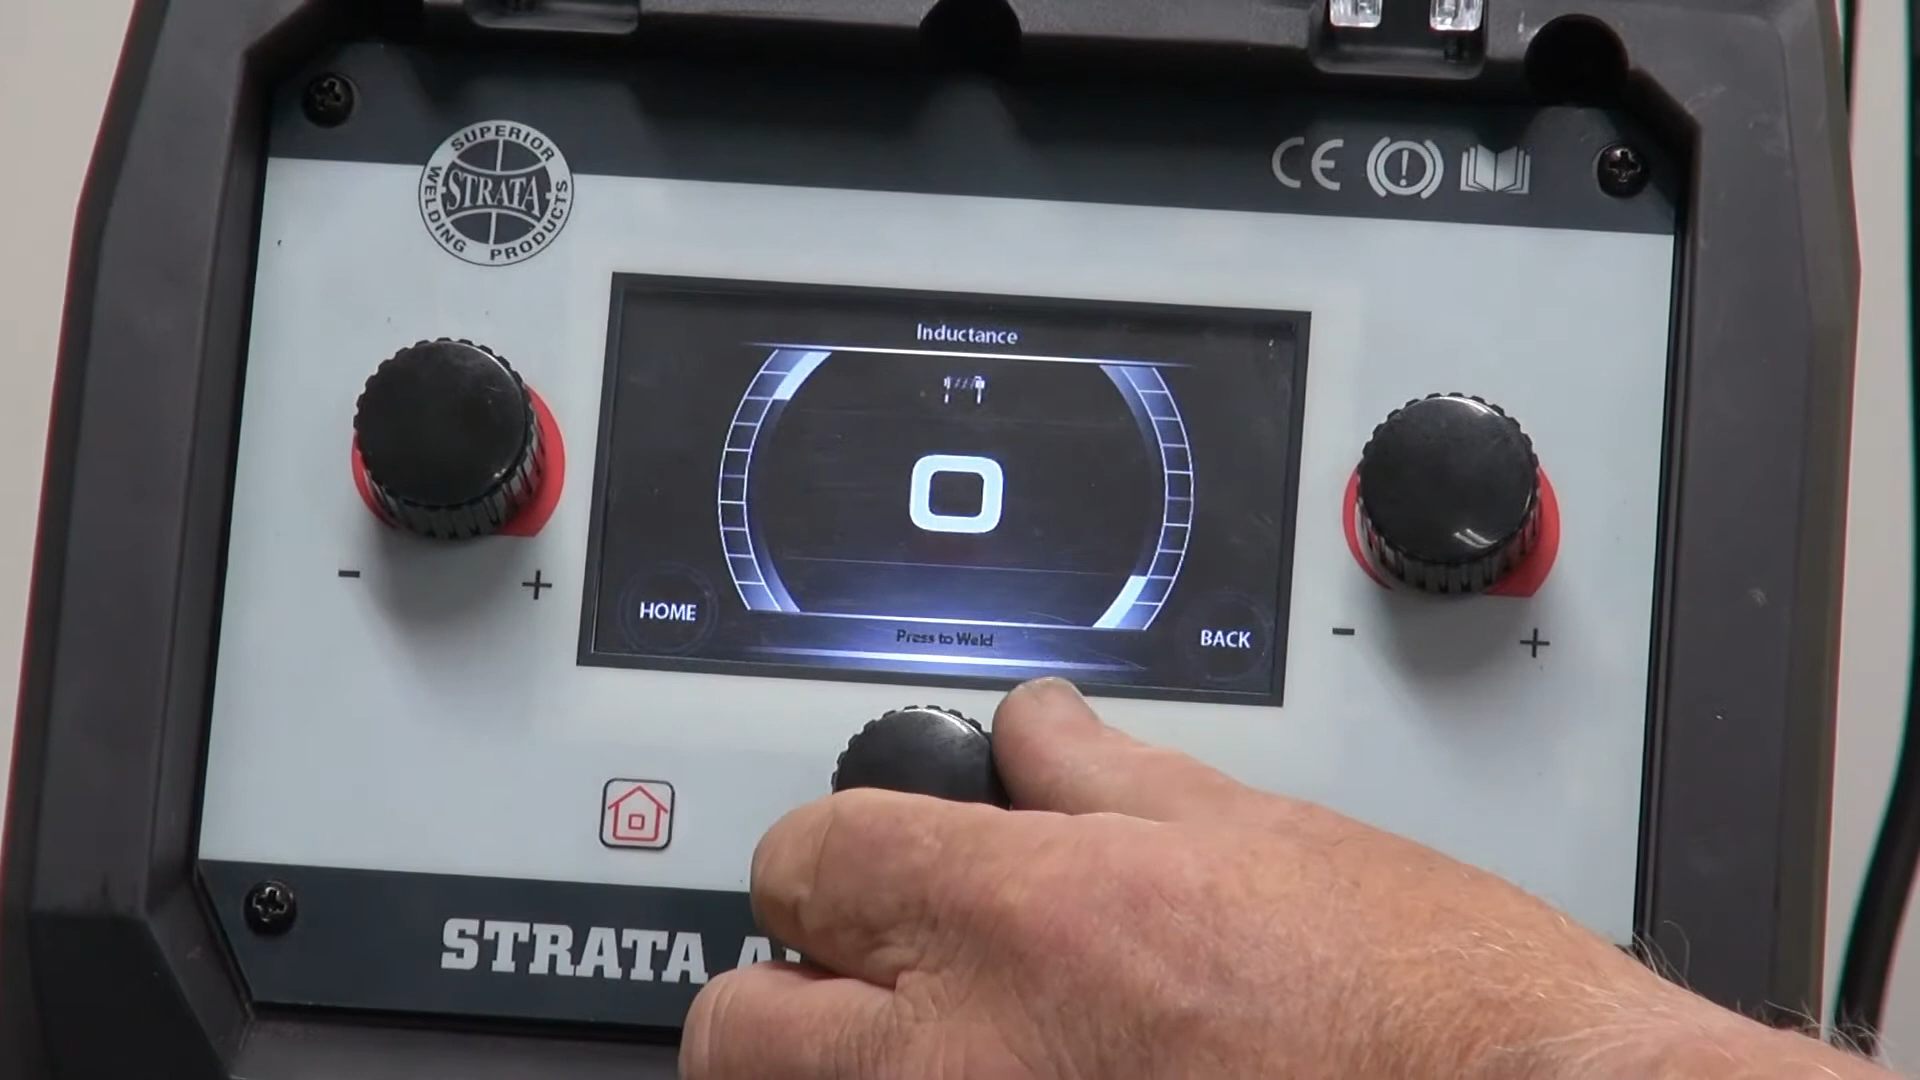 SUPERIOR
STRATA
WELDING PRODUCTS
CE
Inductance
0
HOME
Press to Weld
BACK
- +
- +
STRATA A